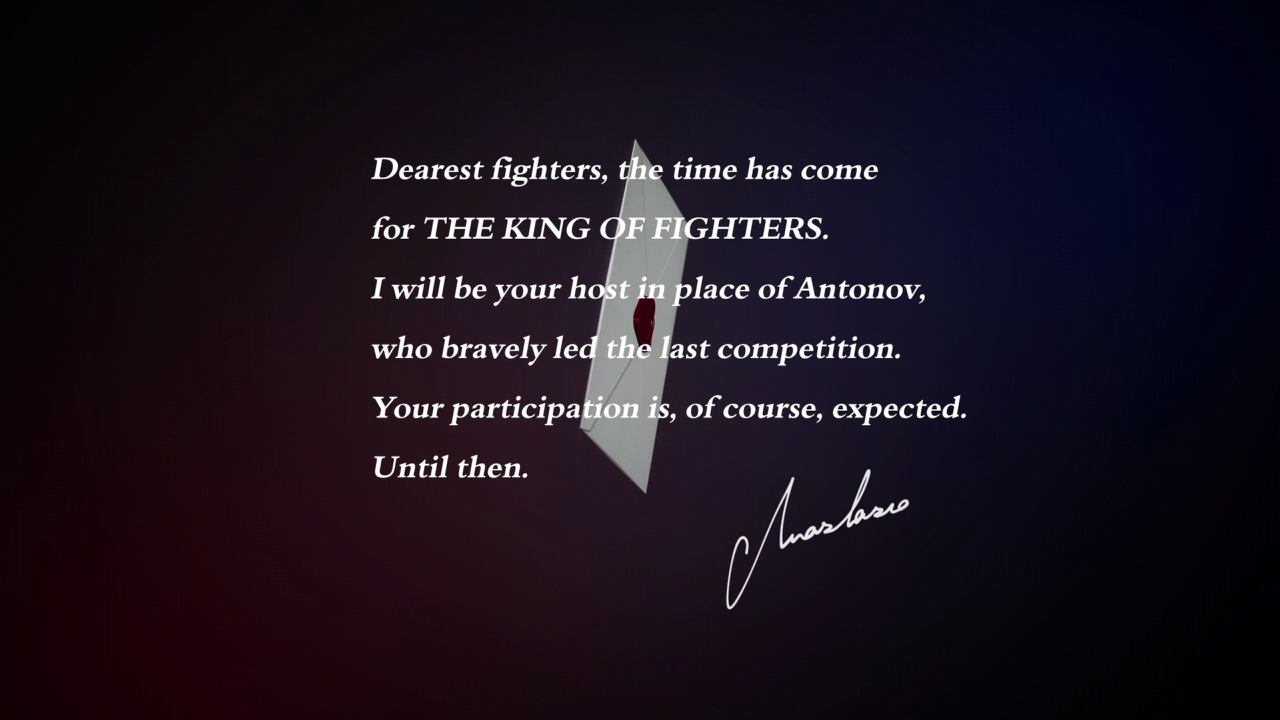 Dearest fighters, the time has come
for THE KING OF FIGHTERS.
I will be your host in place of Antonov,
who bravely led the last competition.
Your participation is, of course, expected.
Until then.
Anastasio